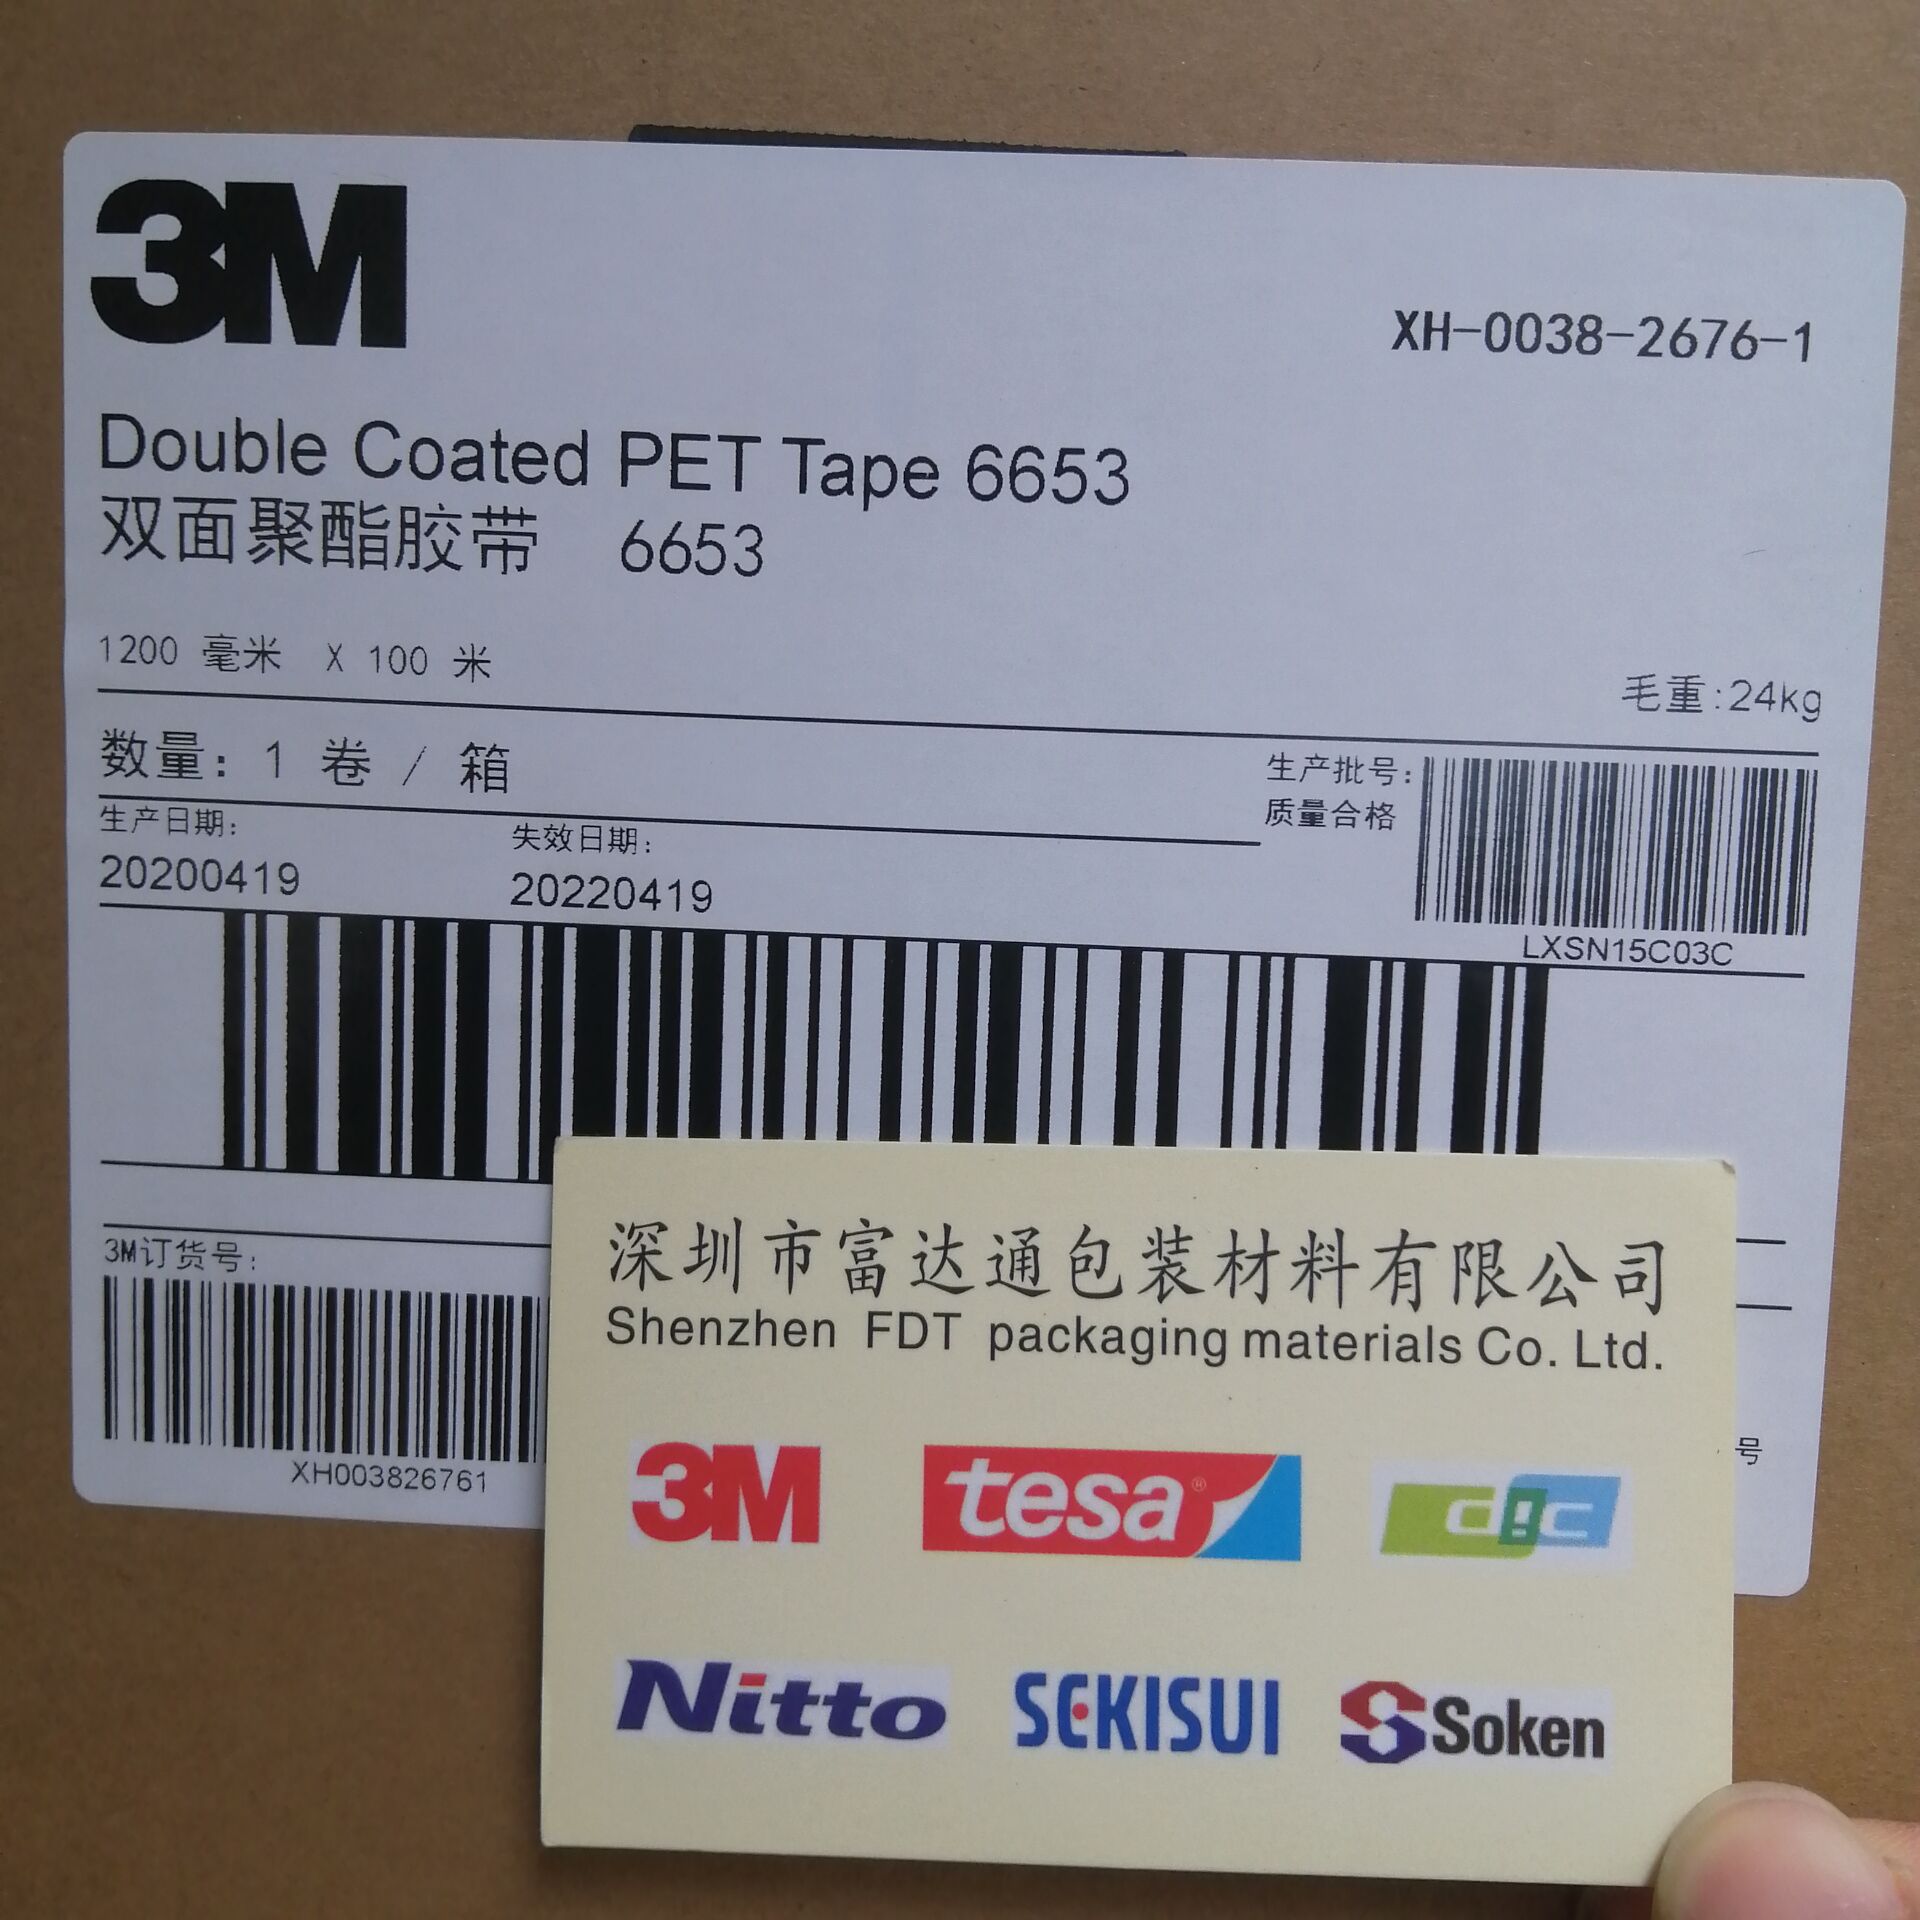 3M
XH-0038-2676-1
Double Coated PET Tape 6653
双面聚酯胶带 6653
1200 毫米 X 100 米
毛重:24kg
数量: 1 卷 / 箱
生产批号:
质量合格
生产日期:
失效日期:
20200419
20220419
LXSN15C03C
3M订货号:
XH003826761
号
深圳市富达通包装材料有限公司
Shenzhen FDT packaging materials Co. Ltd.
3M tesa® dic
Nitto SEKISUI Soken